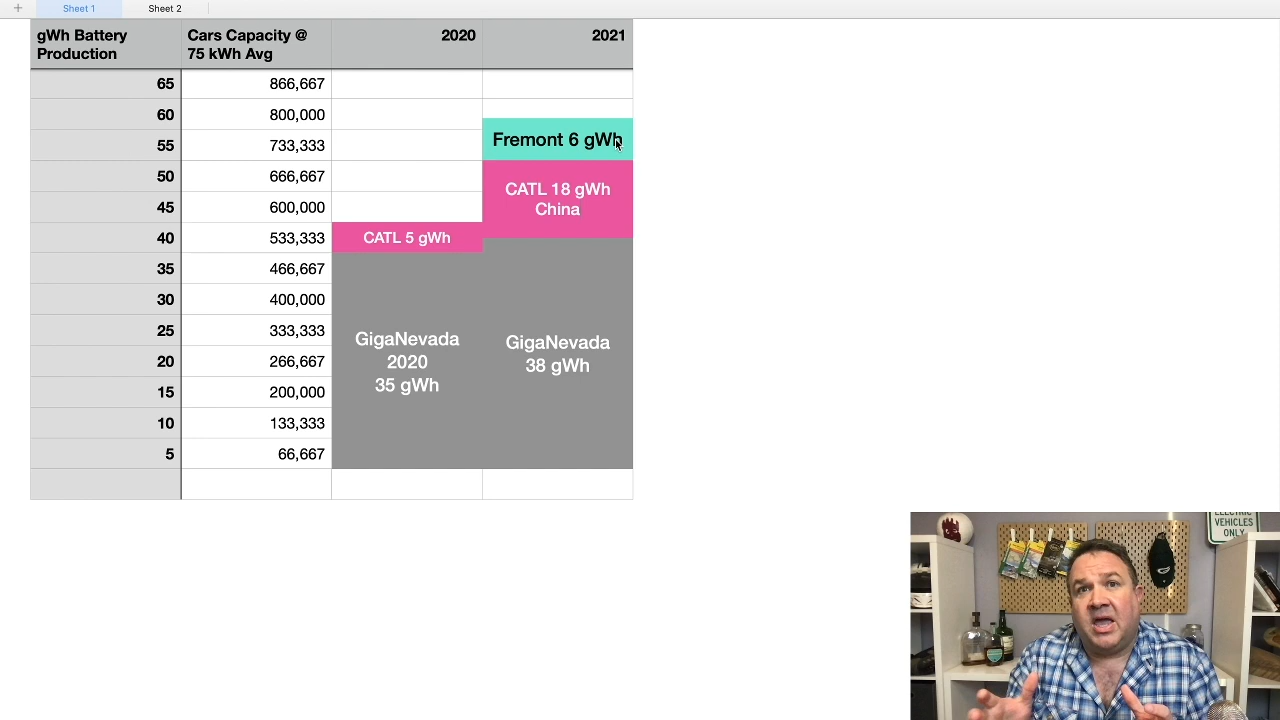 + Sheet 1 Sheet 2
gWh Battery Production Cars Capacity @ 75 kWh Avg 2020 2021
65 866,667
60 800,000
55 733,333
Fremont 6 gWh
50 666,667
CATL 18 gWh
China
45 600,000
40 533,333 CATL 5 gWh
35 466,667
30 400,000
25 333,333
GigaNevada
2020
35 gWh
GigaNevada
38 gWh
20 266,667
15 200,000
10 133,333
5 66,667
ELECTRIC
VEHICLES
ONLY